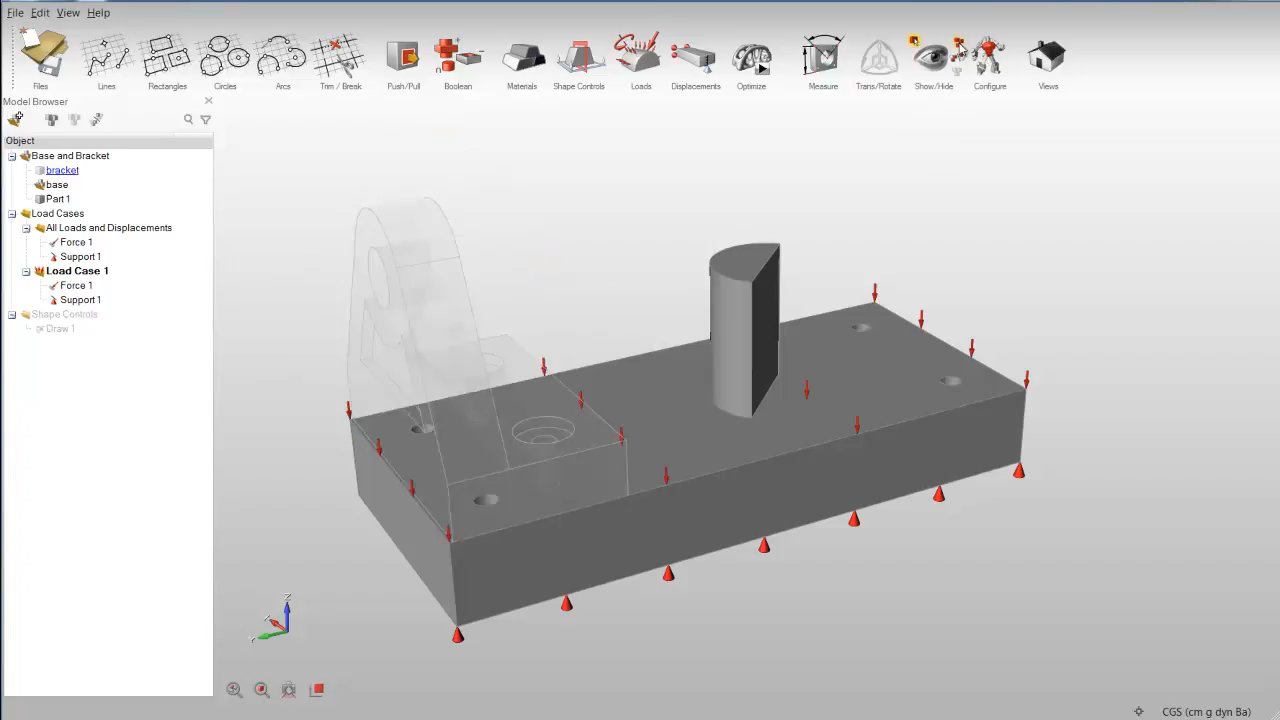 File Edit View Help
Files Lines Rectangles Circles Arcs Trim / Break Push/Pull Boolean Materials Shape Controls Loads Displacements Optimize Measure Trans/Rotate Show/Hide Configure Views
Model Browser
Object
Base and Bracket
bracket
base
Part 1
Load Cases
All Loads and Displacements
Force 1
Support 1
Load Case 1
Force 1
Support 1
Shape Controls
Draw 1
Z
Y
CGS (cm g dyn Ba)